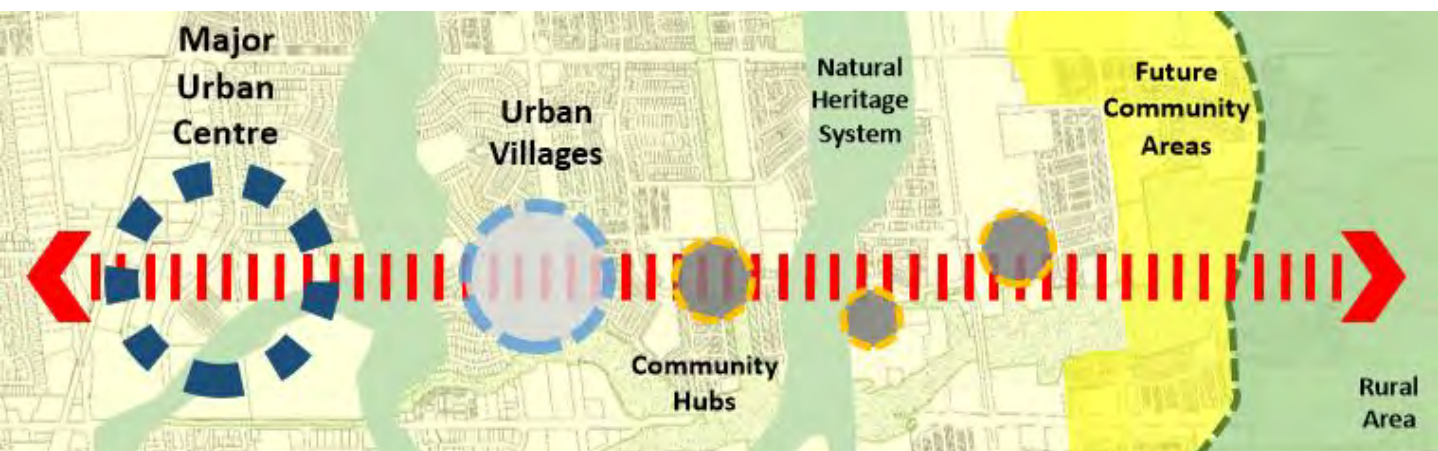 Major
Urban
Centre
Urban
Villages
Community
Hubs
Natural
Heritage
System
Future
Community
Areas
Rural
Area